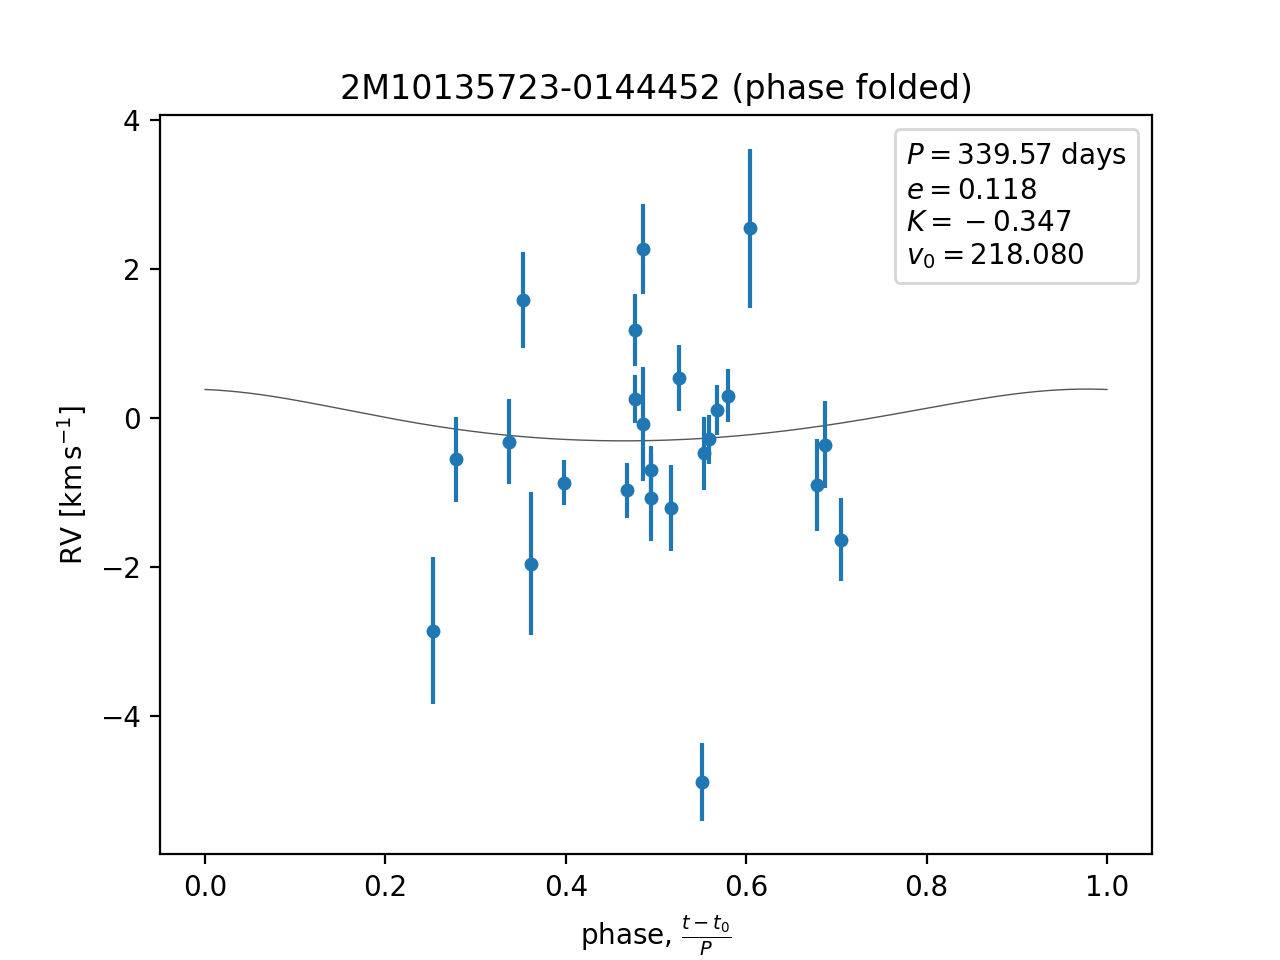 2M10135723-0144452 (phase folded)
P = 339.57 days
e = 0.118
K = −0.347
v₀ = 218.080
4
2
0
−2
−4
RV [km s⁻¹]
0.0 0.2 0.4 0.6 0.8 1.0
phase, (t − t₀)/P